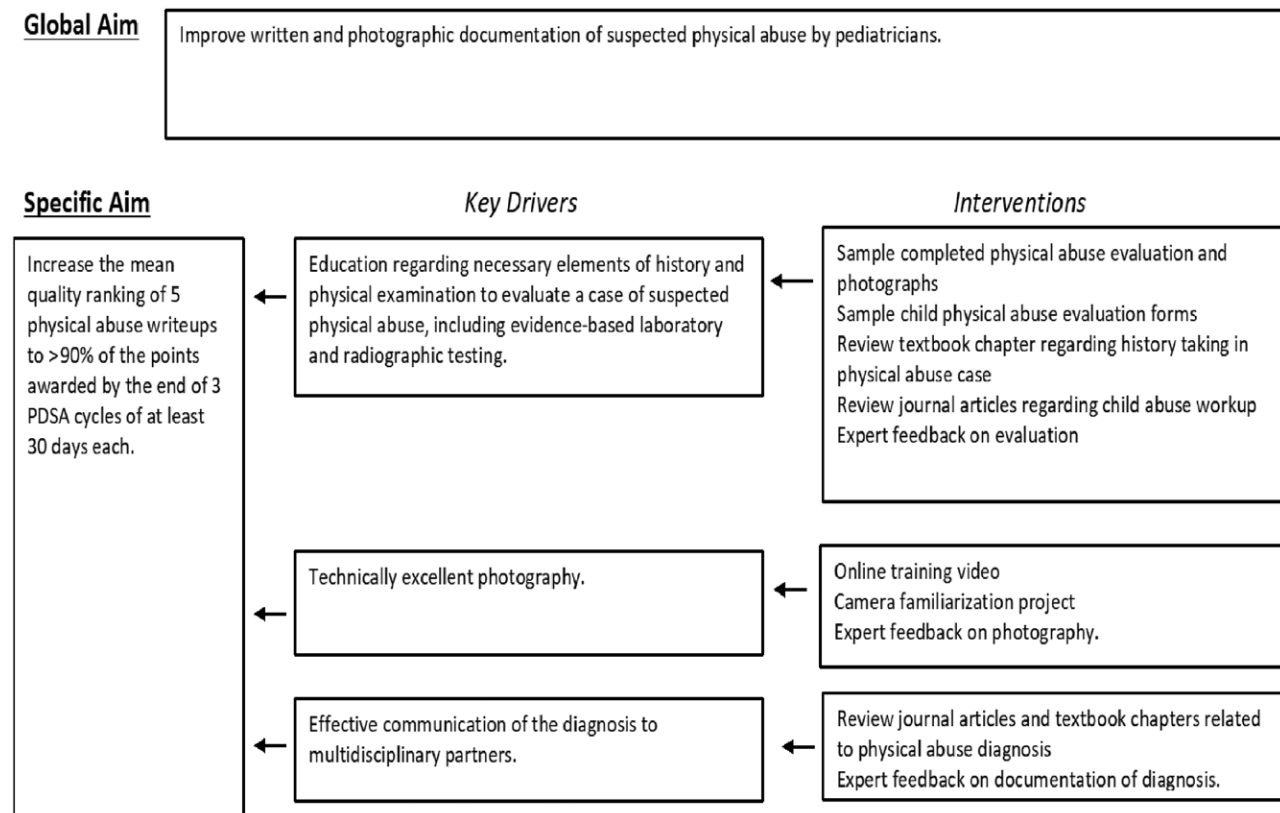 Global Aim
Improve written and photographic documentation of suspected physical abuse by pediatricians.
Specific Aim
Key Drivers
Interventions
Increase the mean
quality ranking of 5
physical abuse writeups
to >90% of the points
awarded by the end of 3
PDSA cycles of at least
30 days each.
Education regarding necessary elements of history and
physical examination to evaluate a case of suspected
physical abuse, including evidence-based laboratory
and radiographic testing.
Sample completed physical abuse evaluation and
photographs
Sample child physical abuse evaluation forms
Review textbook chapter regarding history taking in
physical abuse case
Review journal articles regarding child abuse workup
Expert feedback on evaluation
Technically excellent photography.
Online training video
Camera familiarization project
Expert feedback on photography.
Effective communication of the diagnosis to
multidisciplinary partners.
Review journal articles and textbook chapters related
to physical abuse diagnosis
Expert feedback on documentation of diagnosis.